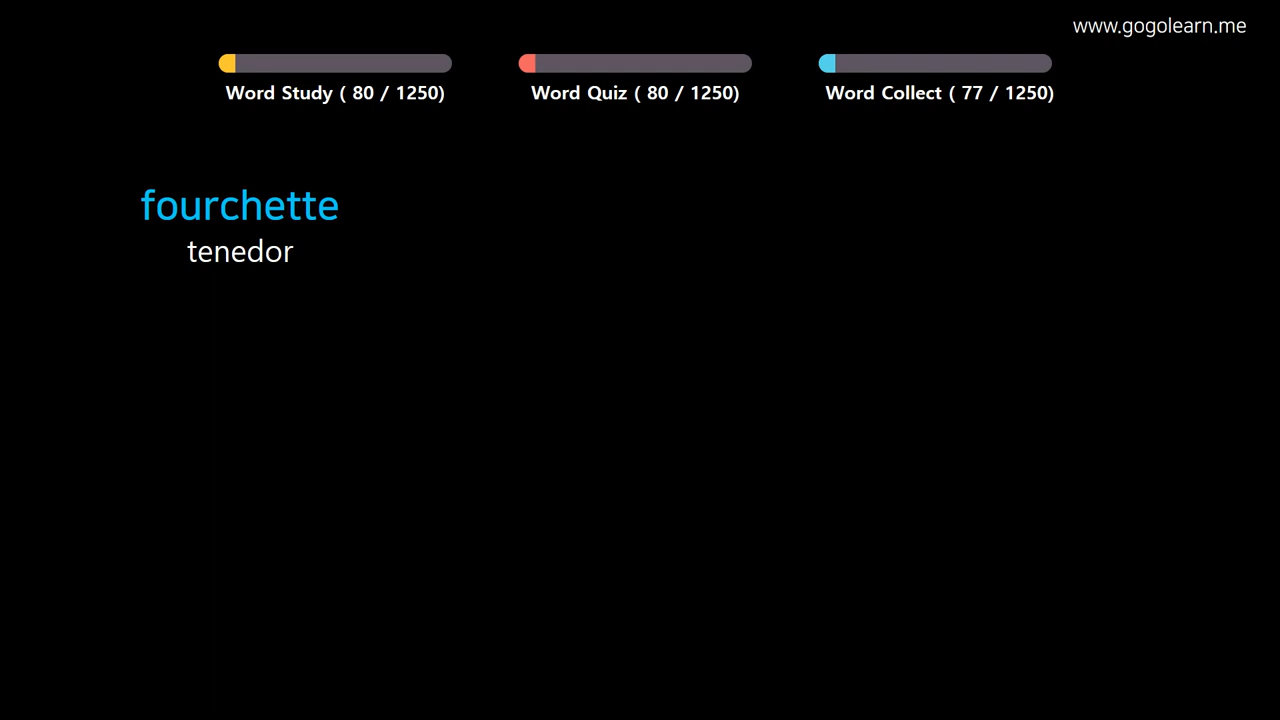 www.gogolearn.me
Word Study ( 80 / 1250)
Word Quiz ( 80 / 1250)
Word Collect ( 77 / 1250)
fourchette
tenedor